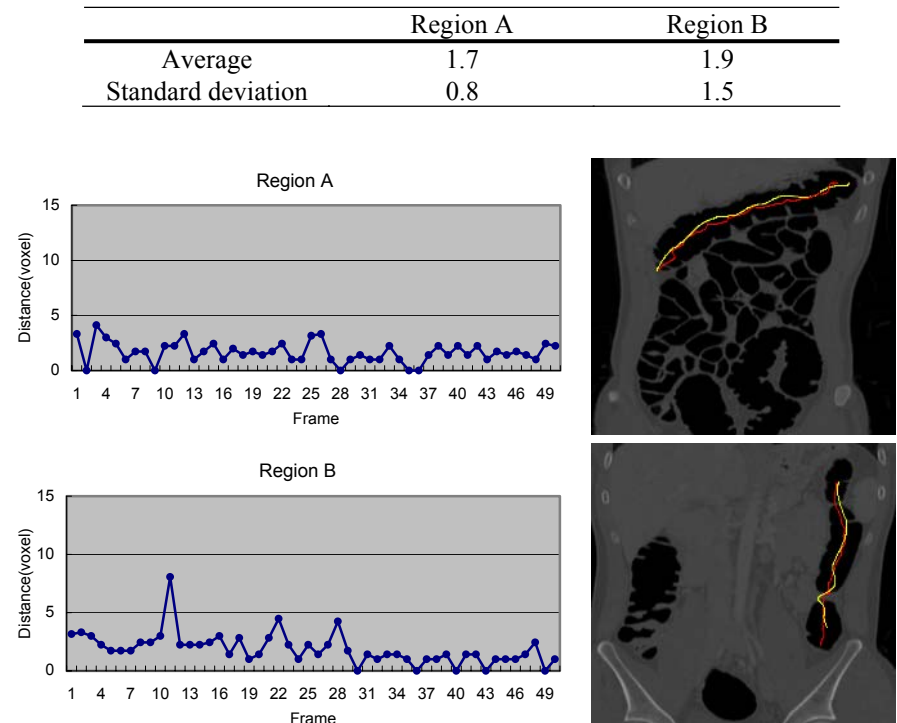 Region A Region B
Average 1.7 1.9
Standard deviation 0.8 1.5
Region A
15
10
5
0
Distance(voxel)
1 4 7 10 13 16 19 22 25 28 31 34 37 40 43 46 49
Frame
Region B
15
10
5
0
Distance(voxel)
1 4 7 10 13 16 19 22 25 28 31 34 37 40 43 46 49
Frame